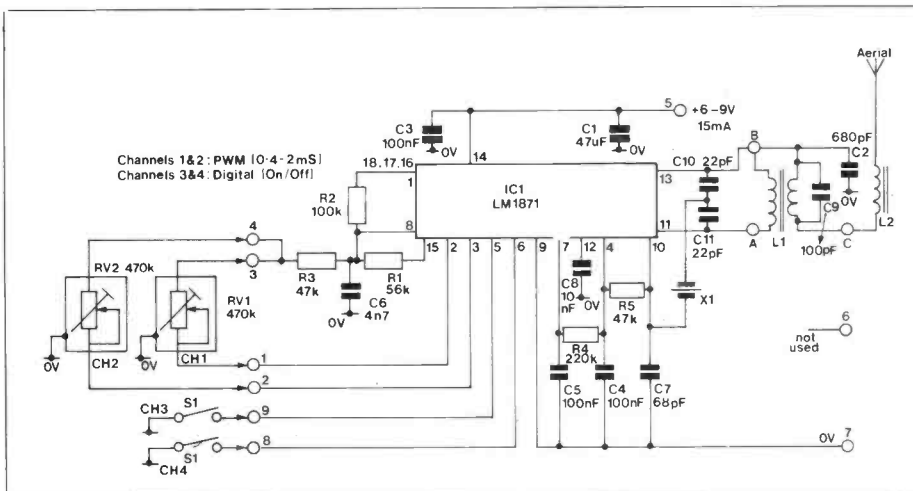 Aerial
5
+6-9V
15mA
C3
100nF
0V
14
C1
47uF
0V
B
680pF
C2
0V
Channels 1&2: PWM (0·4-2mS)
Channels 3&4: Digital (On/Off)
18.17.16
1
R2
100k
8
IC1
LM1871
13
C10 22pF
11
C11
22pF
A
L1
C9
100pF
C
L2
4
3
R3
47k
R1
56k
C6
4n7
0V
15 2 3 5 6 9 7 12 4 10
C8
10
nF
0V
R5
47k
X1
RV2 470k
RV1
470k
CH2
0V
CH1
0V
1
2
R4
220k
C5
100nF
C4
100nF
C7
68pF
6
not
used
CH3
S1
9
CH4
S1
8
0V
7